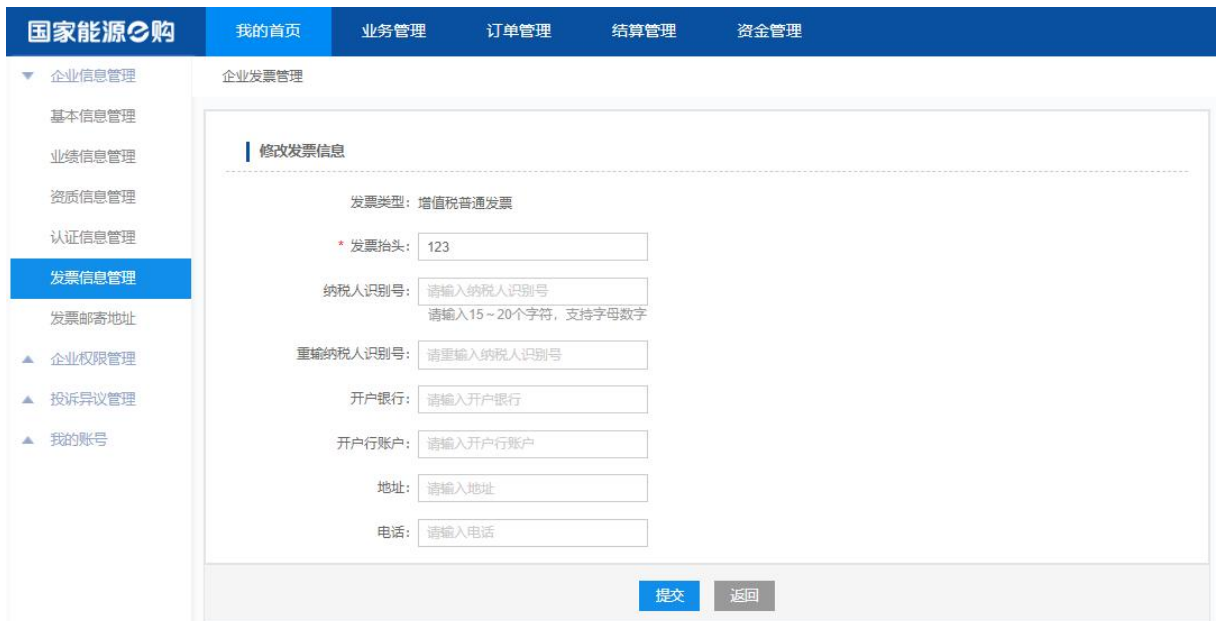 国家能源e购 我的首页 业务管理 订单管理 结算管理 资金管理
企业信息管理
基本信息管理
业绩信息管理
资质信息管理
认证信息管理
发票信息管理
发票邮寄地址
企业权限管理
投诉异议管理
我的账号
企业发票管理
修改发票信息
发票类型：增值税普通发票
* 发票抬头： 123
纳税人识别号： 请输入纳税人识别号
请输入15~20个字符，支持字母数字
重输纳税人识别号： 请重输入纳税人识别号
开户银行： 请输入开户银行
开户行账户： 请输入开户行账户
地址： 请输入地址
电话： 请输入电话
提交 返回